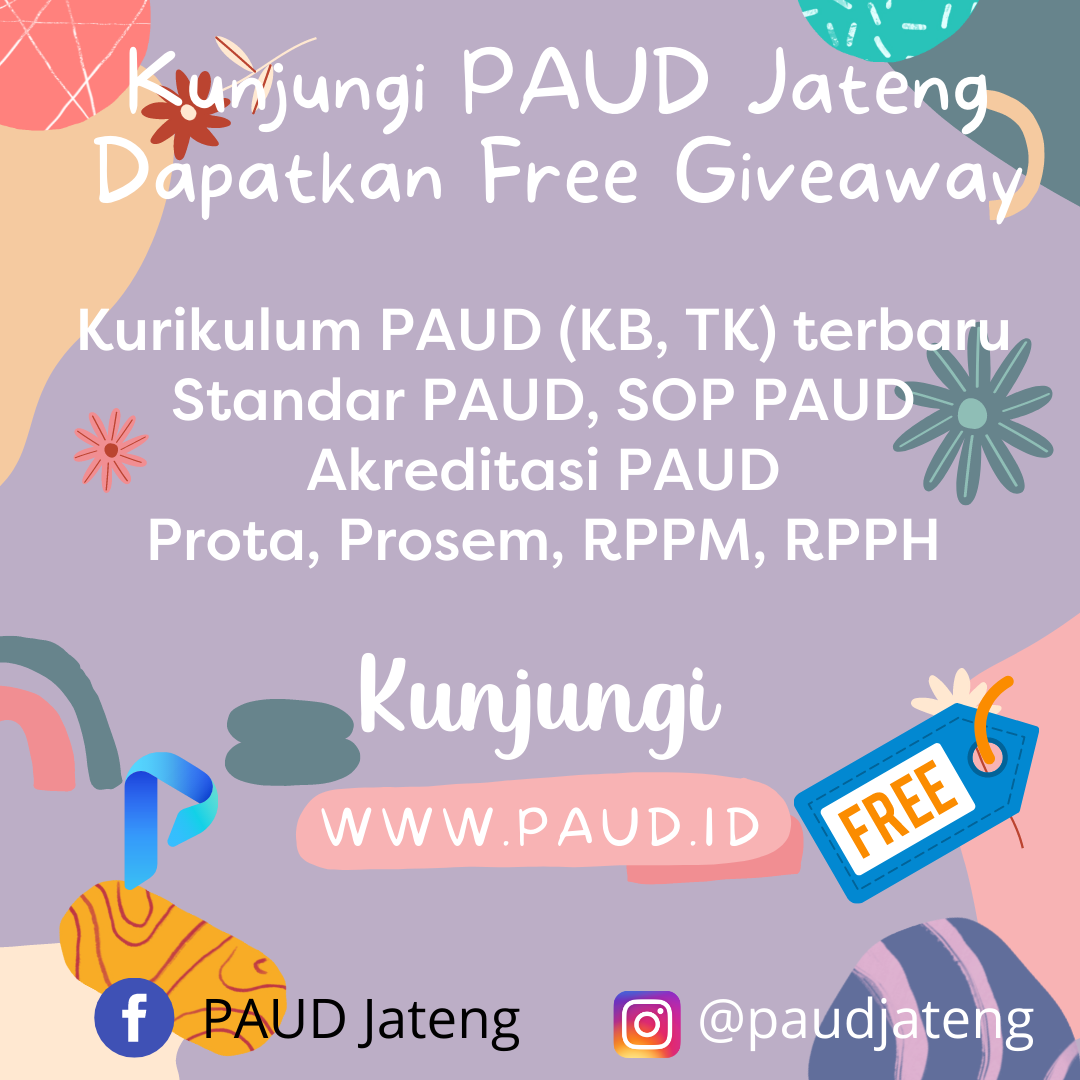 Kunjungi PAUD Jateng
Dapatkan Free Giveaway
Kurikulum PAUD (KB, TK) terbaru
Standar PAUD, SOP PAUD
Akreditasi PAUD
Prota, Prosem, RPPM, RPPH
Kunjungi
WWW.PAUD.ID
FREE
PAUD Jateng
@paudjateng